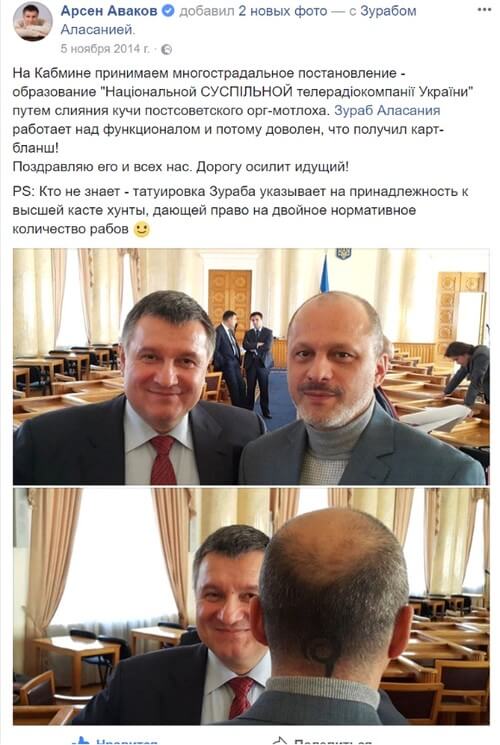 Арсен Аваков добавил 2 новых фото — с Зурабом
Аласанией.
5 ноября 2014 г. ·
На Кабмине принимаем многострадальное постановление -
образование "Національної СУСПІЛЬНОЙ телерадіокомпанії України"
путем слияния кучи постсоветского орг-мотлоха. Зураб Аласания
работает над функционалом и потому доволен, что получил карт-
бланш!
Поздравляю его и всех нас. Дорогу осилит идущий!
PS: Кто не знает - татуировка Зураба указывает на принадлежность к
высшей касте хунты, дающей право на двойное нормативное
количество рабов
Нравится Поделиться